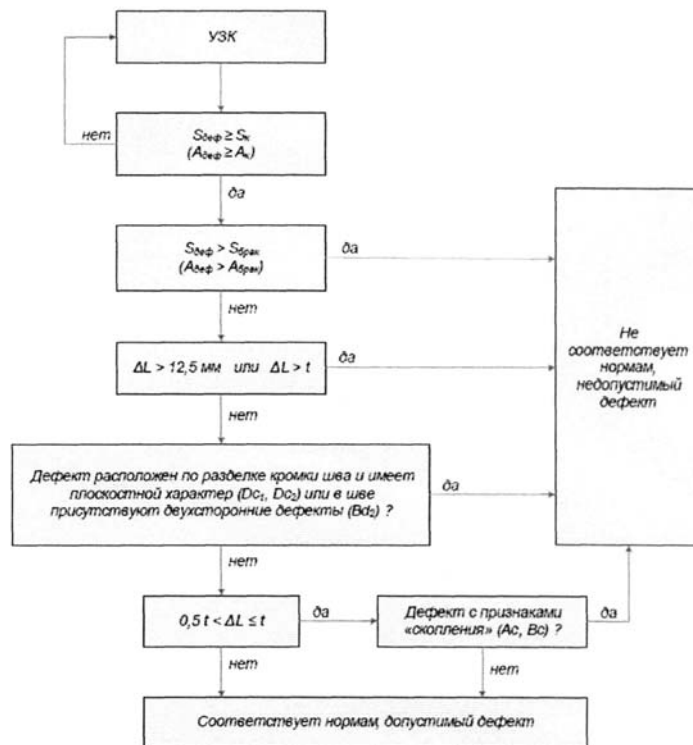 УЗК
нет
Sдеф ≥ Sк
(Aдеф ≥ Aк)
да
Sдеф > Sбрак
(Aдеф > Aбрак)
да
нет
ΔL > 12,5 мм или ΔL > t
да
нет
Не
соответствует
нормам,
недопустимый
дефект
Дефект расположен по разделке кромки шва и имеет
плоскостной характер (Dc₁, Dc₂) или в шве
присутствуют двухсторонние дефекты (Bd₂) ?
да
нет
0,5 t < ΔL ≤ t
да
Дефект с признаками
«скопления» (Ac, Bc) ?
да
нет
нет
Соответствует нормам, допустимый дефект